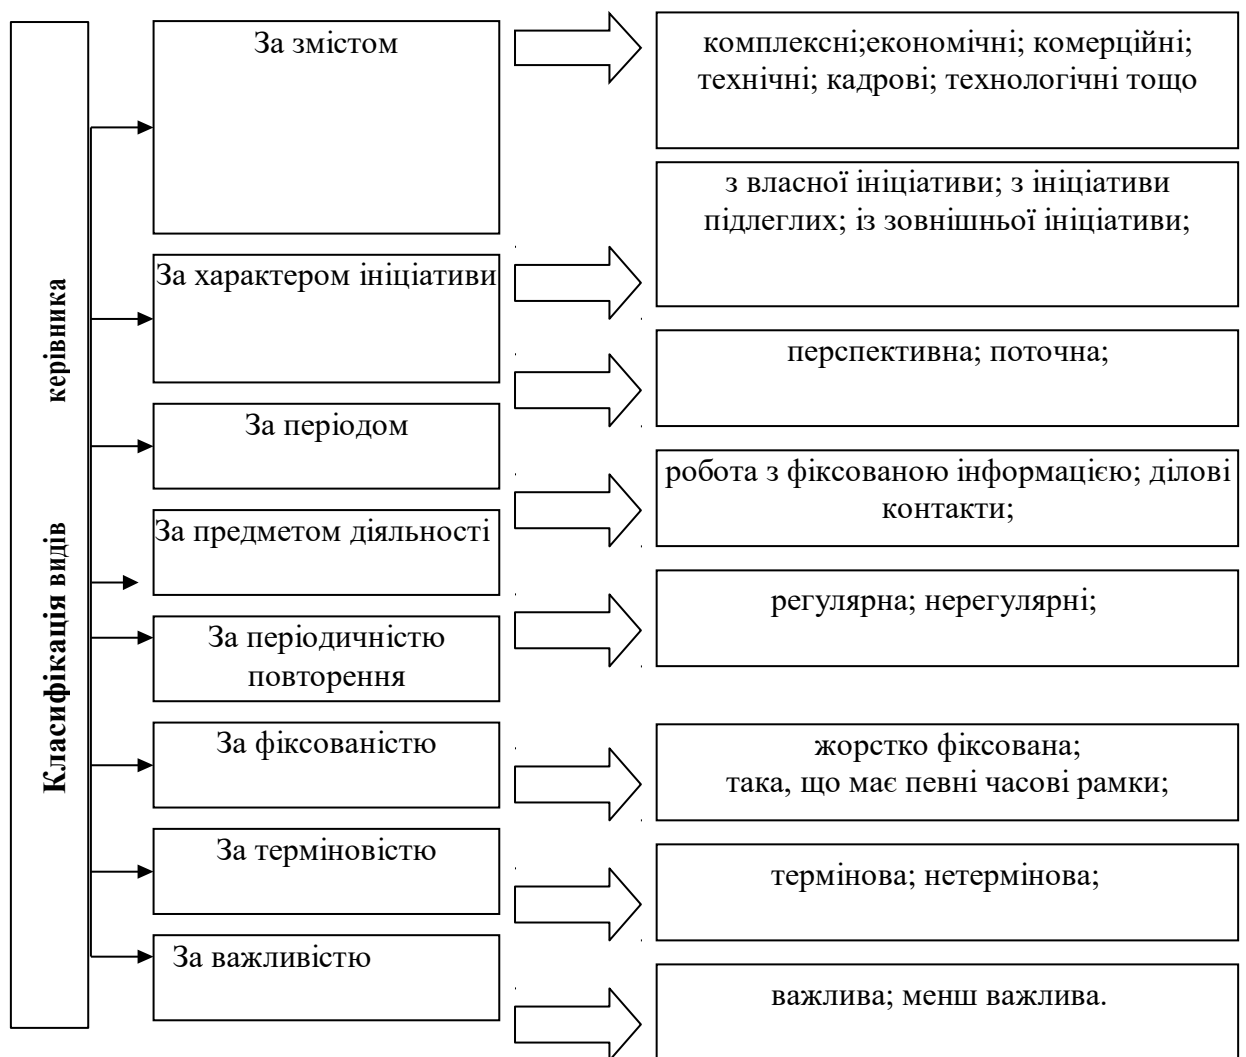 Класифікація видів керівника
За змістом
комплексні;економічні; комерційні;
технічні; кадрові; технологічні тощо
За характером ініціативи
з власної ініціативи; з ініціативи
підлеглих; із зовнішньої ініціативи;
За періодом
перспективна; поточна;
За предметом діяльності
робота з фіксованою інформацією; ділові
контакти;
За періодичністю
повторення
регулярна; нерегулярні;
За фіксованістю
жорстко фіксована;
така, що має певні часові рамки;
За терміновістю
термінова; нетермінова;
За важливістю
важлива; менш важлива.